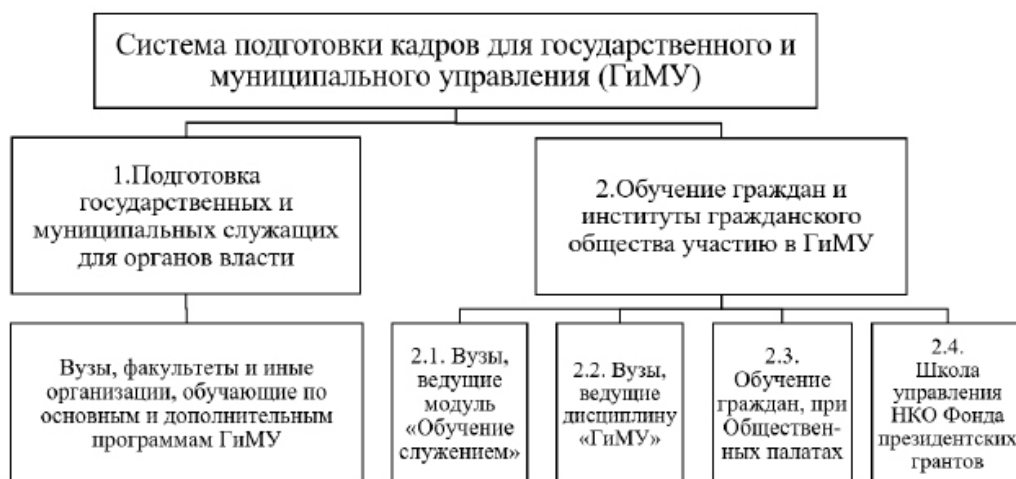 Система подготовки кадров для государственного и
муниципального управления (ГиМУ)
1.Подготовка
государственных и
муниципальных служащих
для органов власти
2.Обучение граждан и
институты гражданского
общества участию в ГиМУ
Вузы, факультеты и иные
организации, обучающие по
основным и дополнительным
программам ГиМУ
2.1. Вузы,
ведущие
модуль
«Обучение
служением»
2.2. Вузы,
ведущие
дисциплину
«ГиМУ»
2.3.
Обучение
граждан, при
Обществен-
ных палатах
2.4.
Школа
управления
НКО Фонда
президентских
грантов